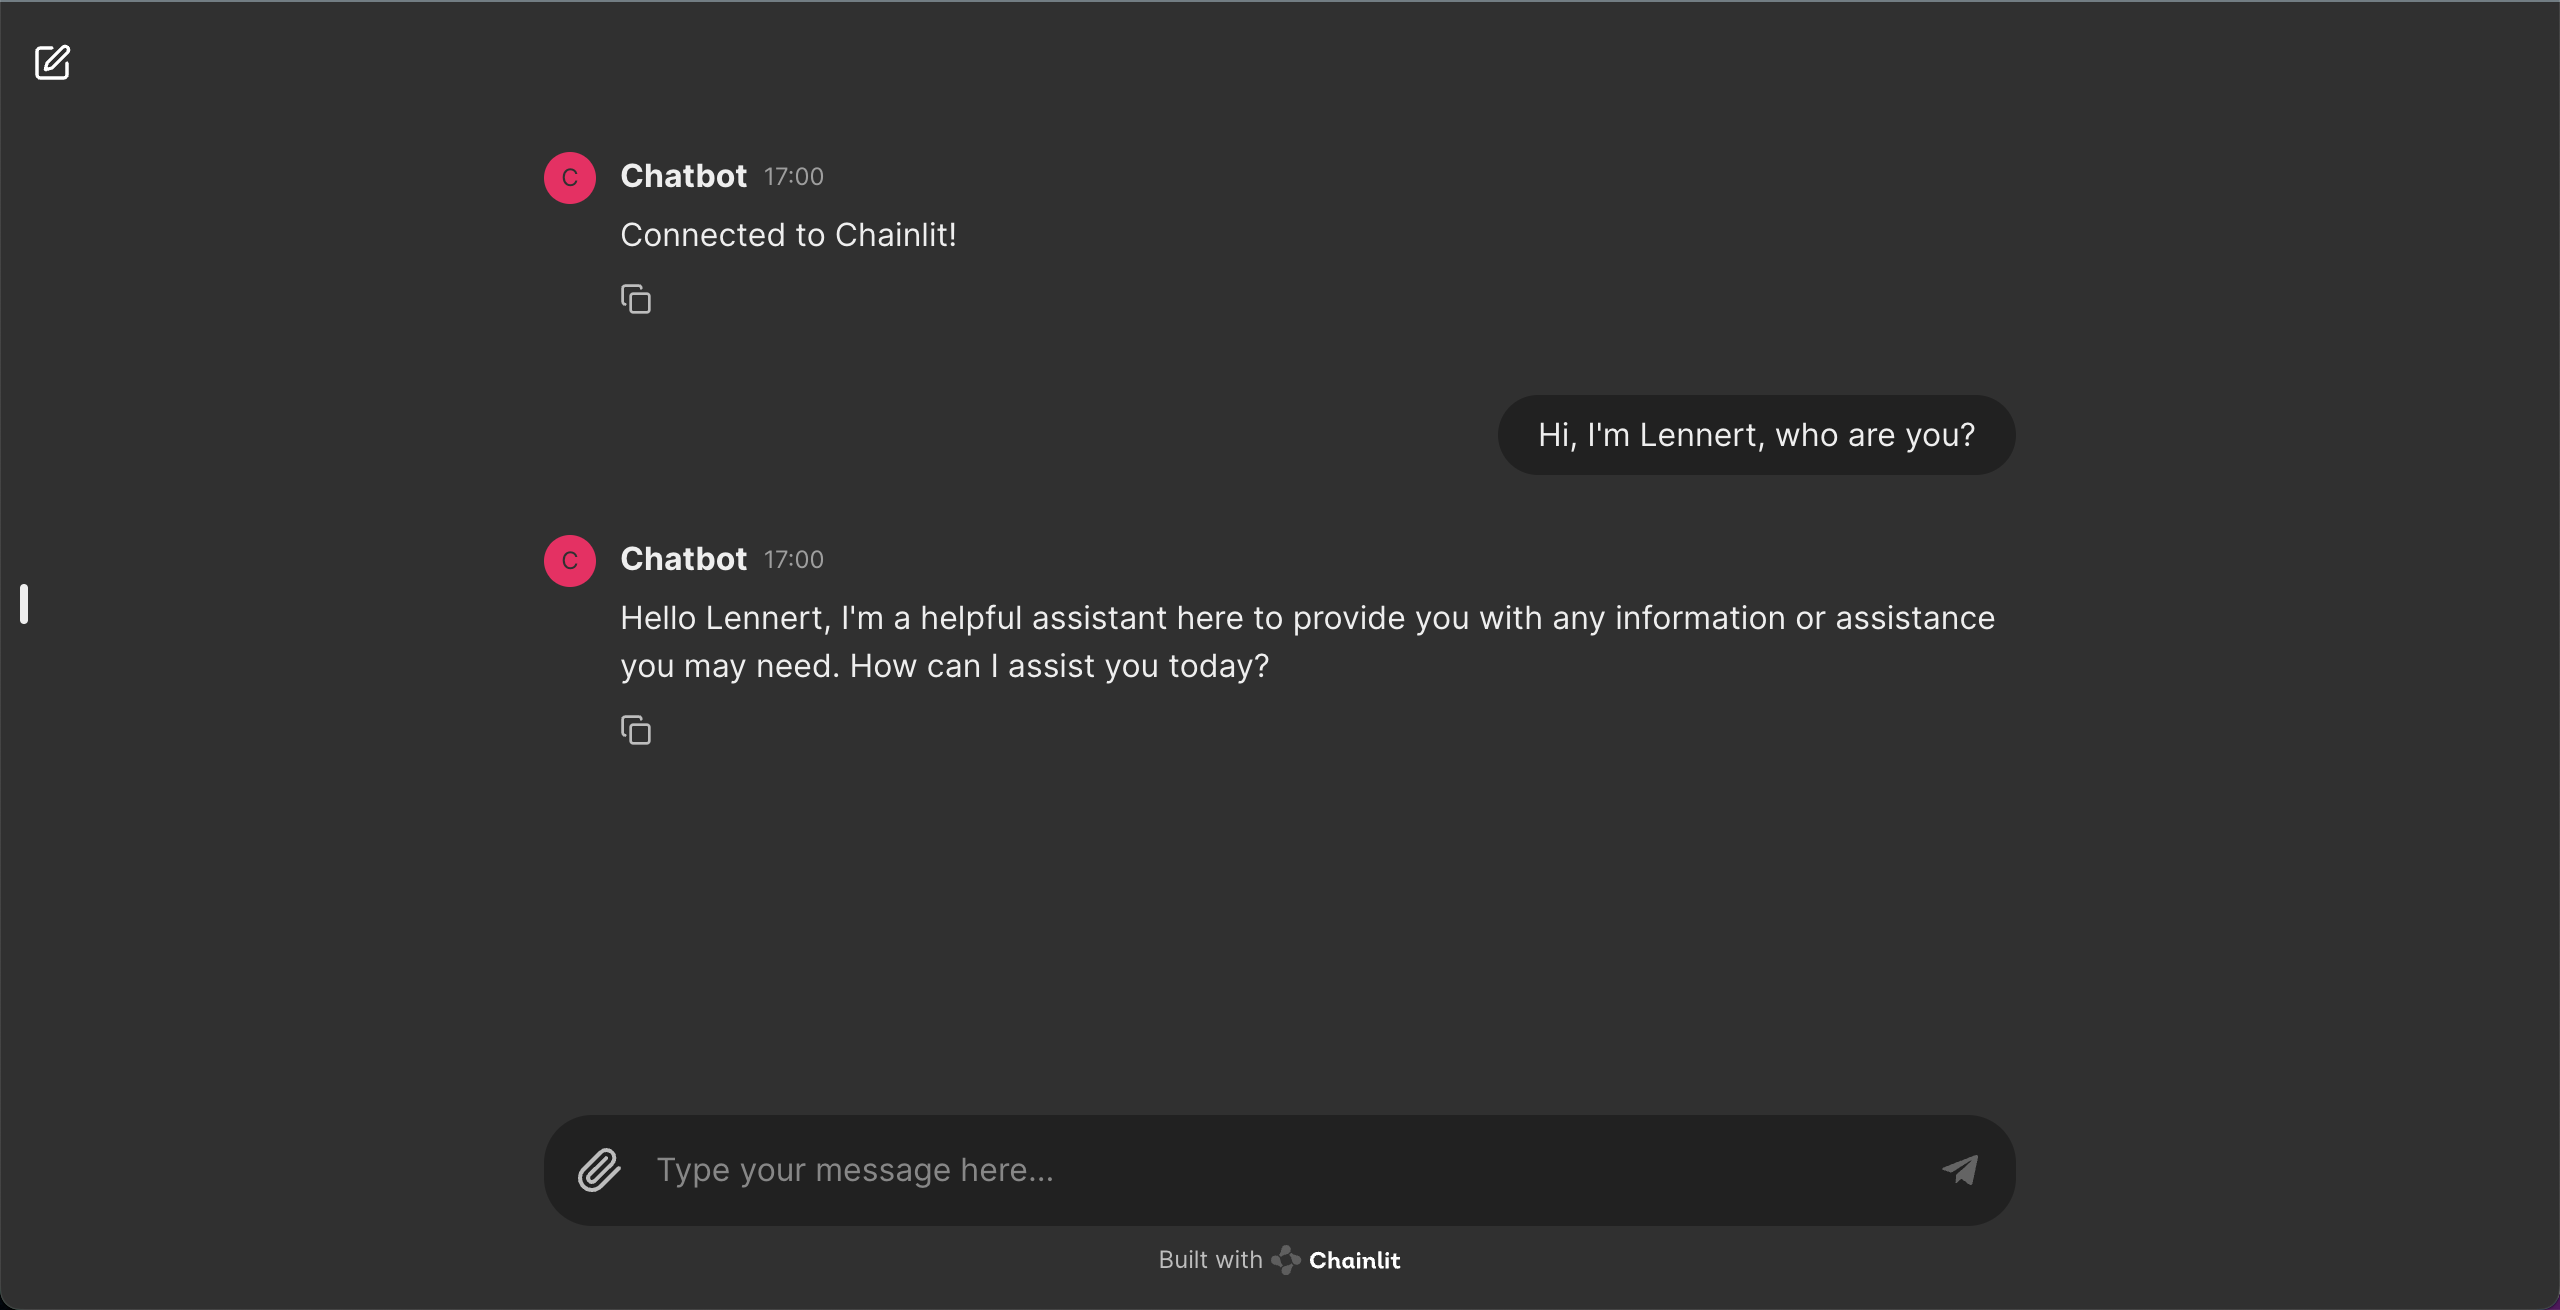 C Chatbot 17:00
Connected to Chainlit!
Hi, I'm Lennert, who are you?
C Chatbot 17:00
Hello Lennert, I'm a helpful assistant here to provide you with any information or assistance
you may need. How can I assist you today?
Type your message here...
Built with Chainlit